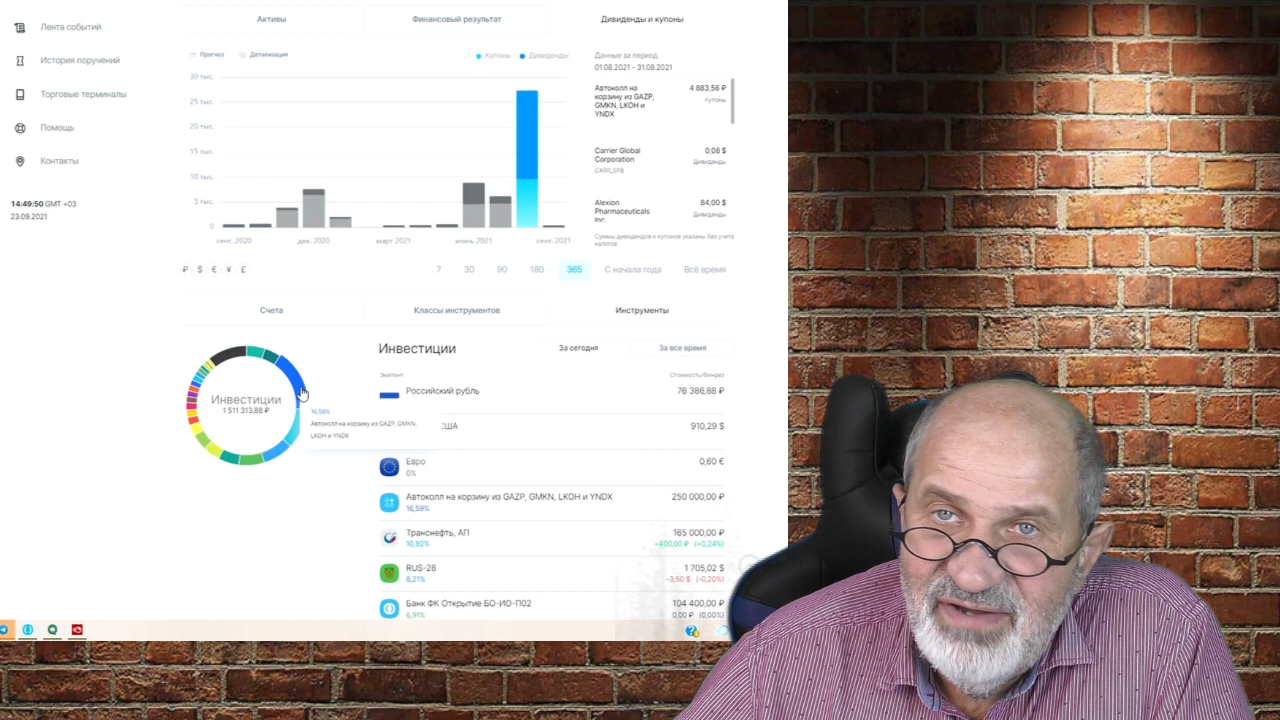 Лента событий
История поручений
Торговые терминалы
Помощь
Контакты
14:49:50 GMT +03
23.09.2021
Активы
Финансовый результат
Дивиденды и купоны
Прогноз
Детализация
Купоны
Дивиденды
30 тыс.
25 тыс.
20 тыс.
15 тыс.
10 тыс.
5 тыс.
0
сент. 2020
дек. 2020
март 2021
июнь 2021
сент. 2021
Данные за период
01.08.2021 - 31.08.2021
Автоколл на
корзину из GAZP,
GMKN, LKOH и
YNDX
4 883,56 ₽
Купоны
Carrier Global
Corporation
CARR_SPB
0,08 $
Дивиденды
Alexion
Pharmaceuticals
Inc
84,00 $
Дивиденды
Суммы дивидендов и купонов указаны без учета
налогов
₽ $ € ¥ £
7 30 90 180 365 С начала года Всё время
Счета
Классы инструментов
Инструменты
Инвестиции
1 511 313,88 ₽
16,59%
Автоколл на корзину из GAZP, GMKN,
LKOH и YNDX
Инвестиции
За сегодня
За все время
Эмитент
Стоимость/Финрез
Российский рубль
76 386,88 ₽
США
910,29 $
Евро
0%
0,60 €
Автоколл на корзину из GAZP, GMKN, LKOH и YNDX
16,59%
250 000,00 ₽
Транснефть, АП
10,92%
165 000,00 ₽
+400,00 ₽ (+0,24%)
RUS-28
8,21%
1 705,02 $
-3,50 $ (-0,20%)
Банк ФК Открытие БО-ИО-П02
6,91%
104 400,00 ₽
0,00 ₽ (0,00%)